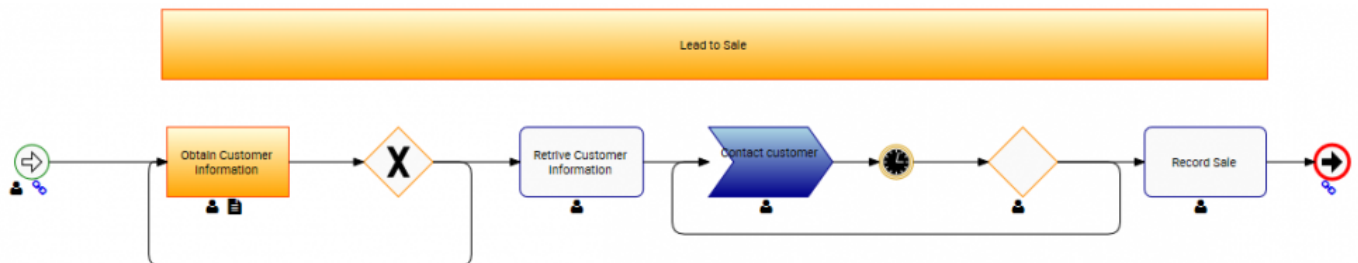 Lead to Sale
Obtain Customer
Information
X
Retrive Customer
Information
Contact customer
Record Sale